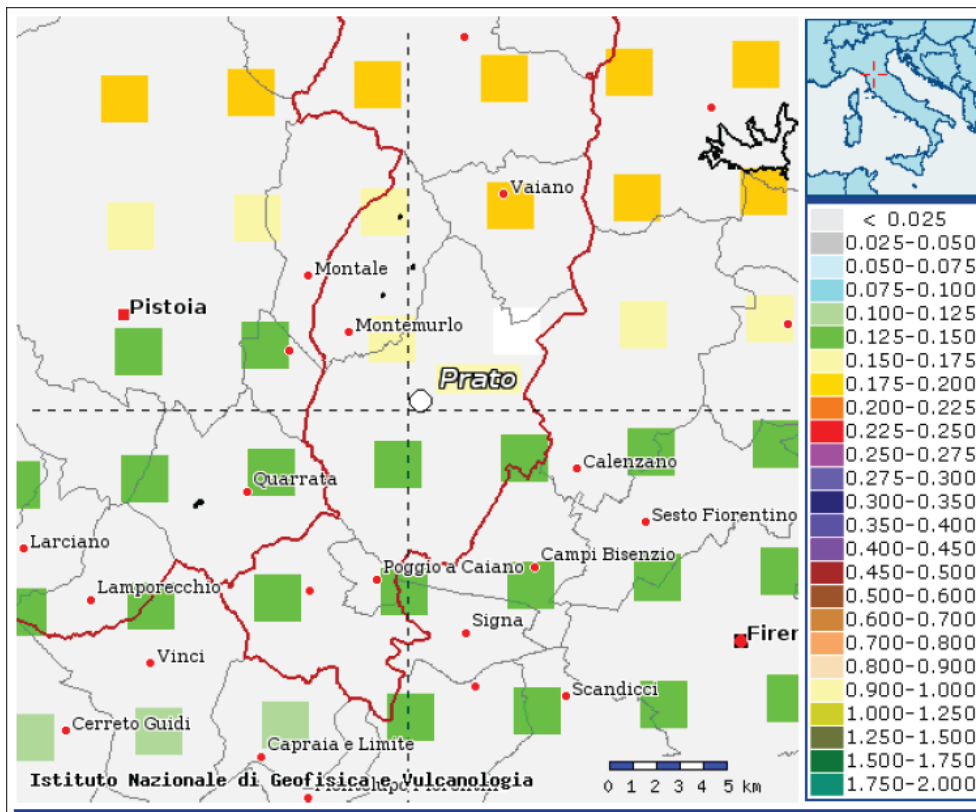 Vaiano
Montale
Pistoia
Montemurlo
Prato
Calenzano
Quarrata
Sesto Fiorentino
Larciano
Campi Bisenzio
Poggio a Caiano
Lamporecchio
Signa
Firen
Vinci
Scandicci
Cerreto Guidi
Capraia e Limite
Istituto Nazionale di Geofisica e Vulcanologia
0 1 2 3 4 5 km
< 0.025
0.025-0.050
0.050-0.075
0.075-0.100
0.100-0.125
0.125-0.150
0.150-0.175
0.175-0.200
0.200-0.225
0.225-0.250
0.250-0.275
0.275-0.300
0.300-0.350
0.350-0.400
0.400-0.450
0.450-0.500
0.500-0.600
0.600-0.700
0.700-0.800
0.800-0.900
0.900-1.000
1.000-1.250
1.250-1.500
1.500-1.750
1.750-2.000